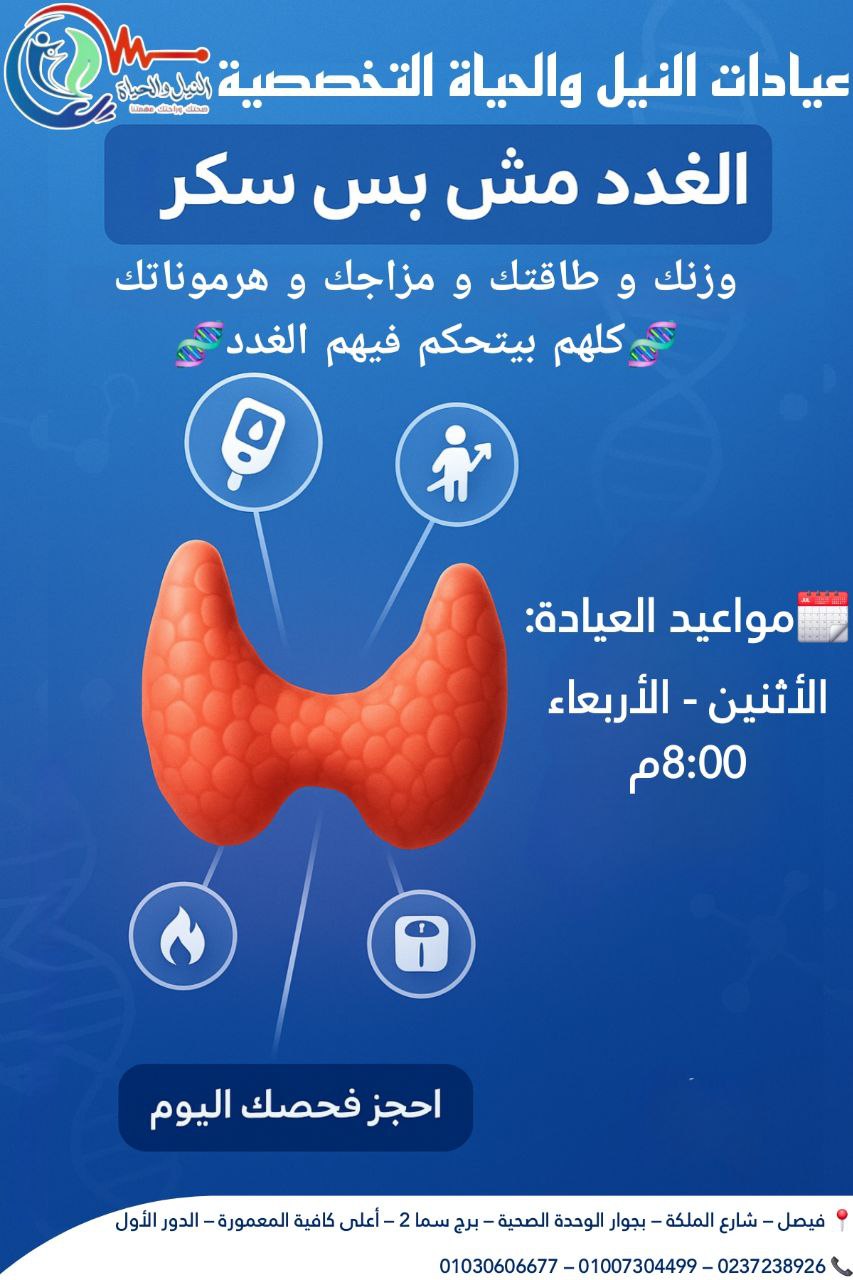 عيادات النيل والحياة التخصصية
النيل والحياة
صحتك وراحتك مهمتنا
الغدد مش بس سكر
وزنك و طاقتك و مزاجك و هرموناتك
كلهم بيتحكم فيهم الغدد
مواعيد العيادة:
الأثنين - الأربعاء
8:00م
احجز فحصك اليوم
فيصل – شارع الملكة – بجوار الوحدة الصحية – برج سما 2 – أعلى كافية المعمورة – الدور الأول
0237238926 – 01007304499 – 01030606677